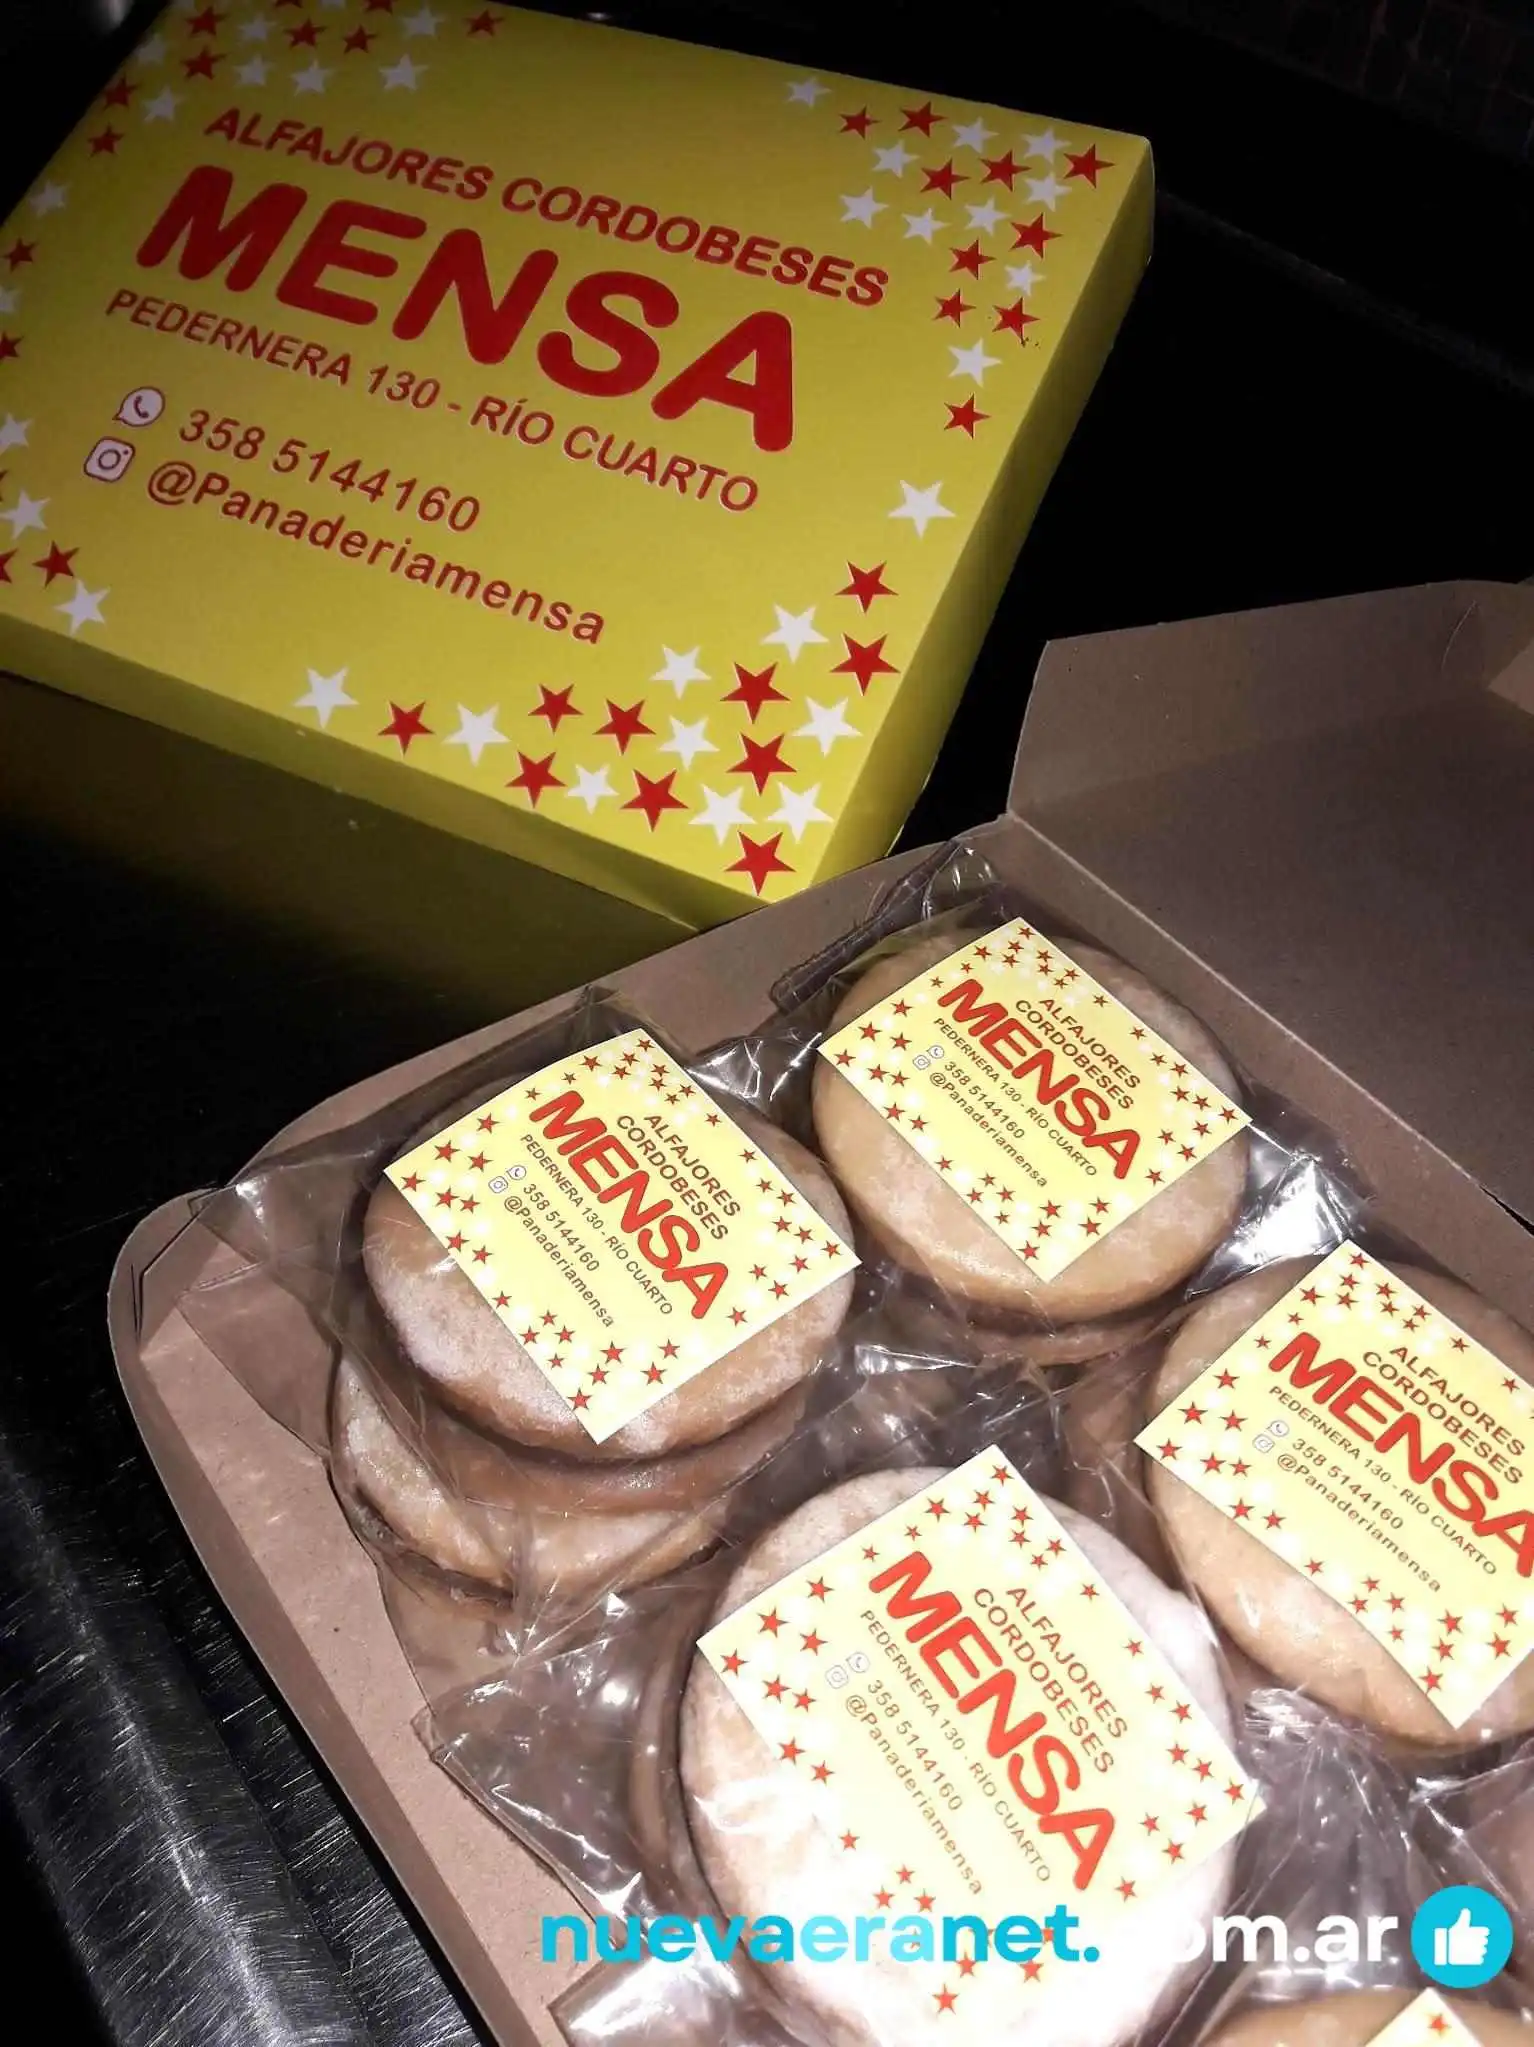 ALFAJORES CORDOBESES
MENSA
PEDERNERA 130 - RÍO CUARTO
358 5144160
@Panaderiamensa
ALFAJORES
CORDOBESES
MENSA
PEDERNERA 130 - RÍO CUARTO
358 5144160
@Panaderiamensa
ALFAJORES
CORDOBESES
MENSA
PEDERNERA 130 - RÍO CUARTO
358 5144160
@Panaderiamensa
ALFAJORES
CORDOBESES
MENSA
PEDERNERA 130 - RÍO CUARTO
358 5144160
@Panaderiamensa
ALFAJORES
CORDOBESES
MENSA
PEDERNERA 130 - RÍO CUARTO
358 5144160
@Panaderiamensa
nuevaeranet.com.ar